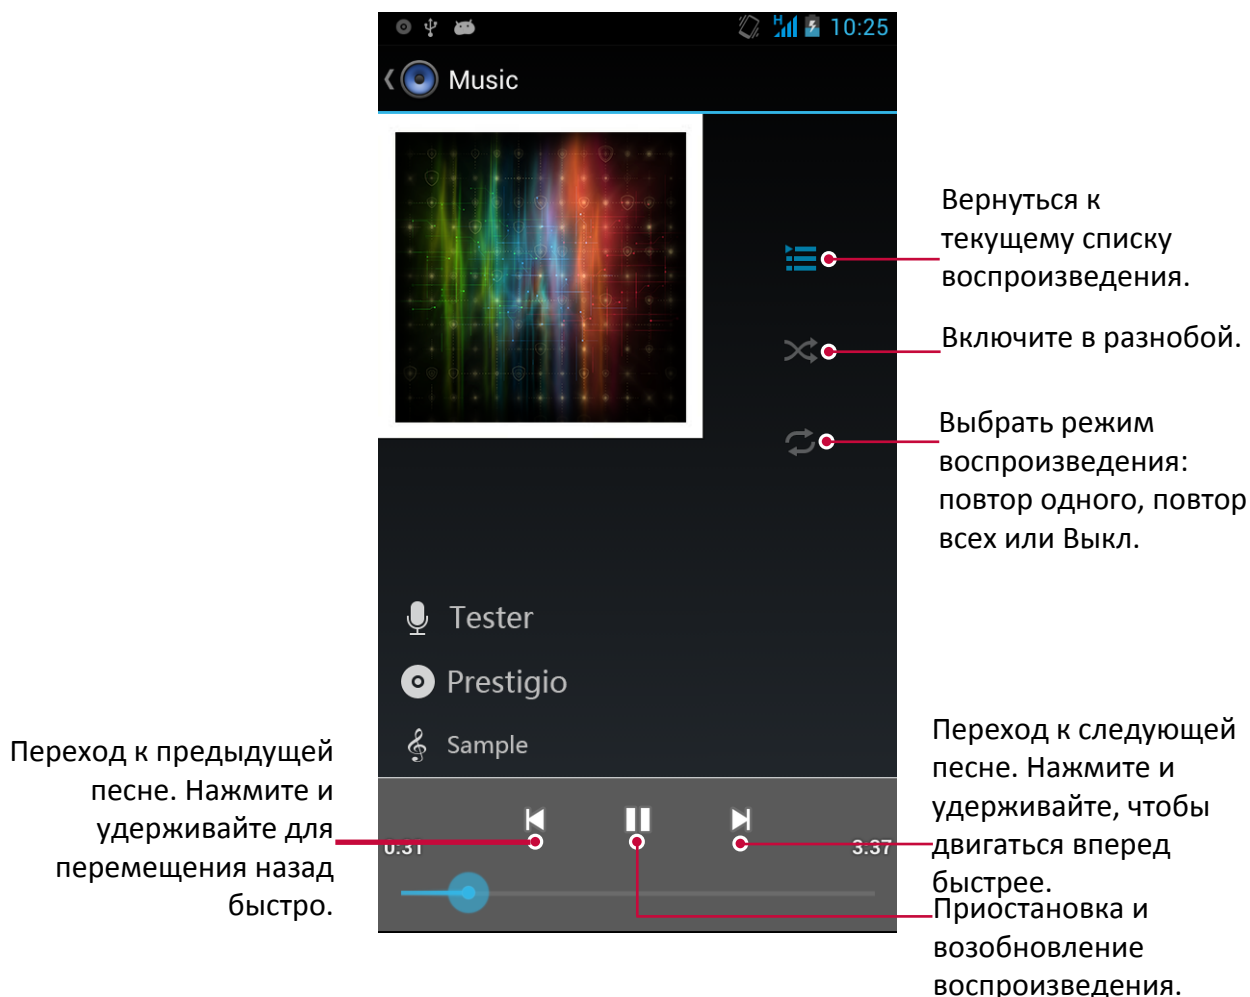 H
10:25
Music
Вернуться к
текущему списку
воспроизведения.
Включите в разнобой.
Выбрать режим
воспроизведения:
повтор одного, повтор
всех или Выкл.
Tester
Prestigio
Sample
Переход к предыдущей
песне. Нажмите и
удерживайте для
перемещения назад
быстро.
0:31
3:37
Переход к следующей
песне. Нажмите и
удерживайте, чтобы
двигаться вперед
быстрее.
Приостановка и
возобновление
воспроизведения.